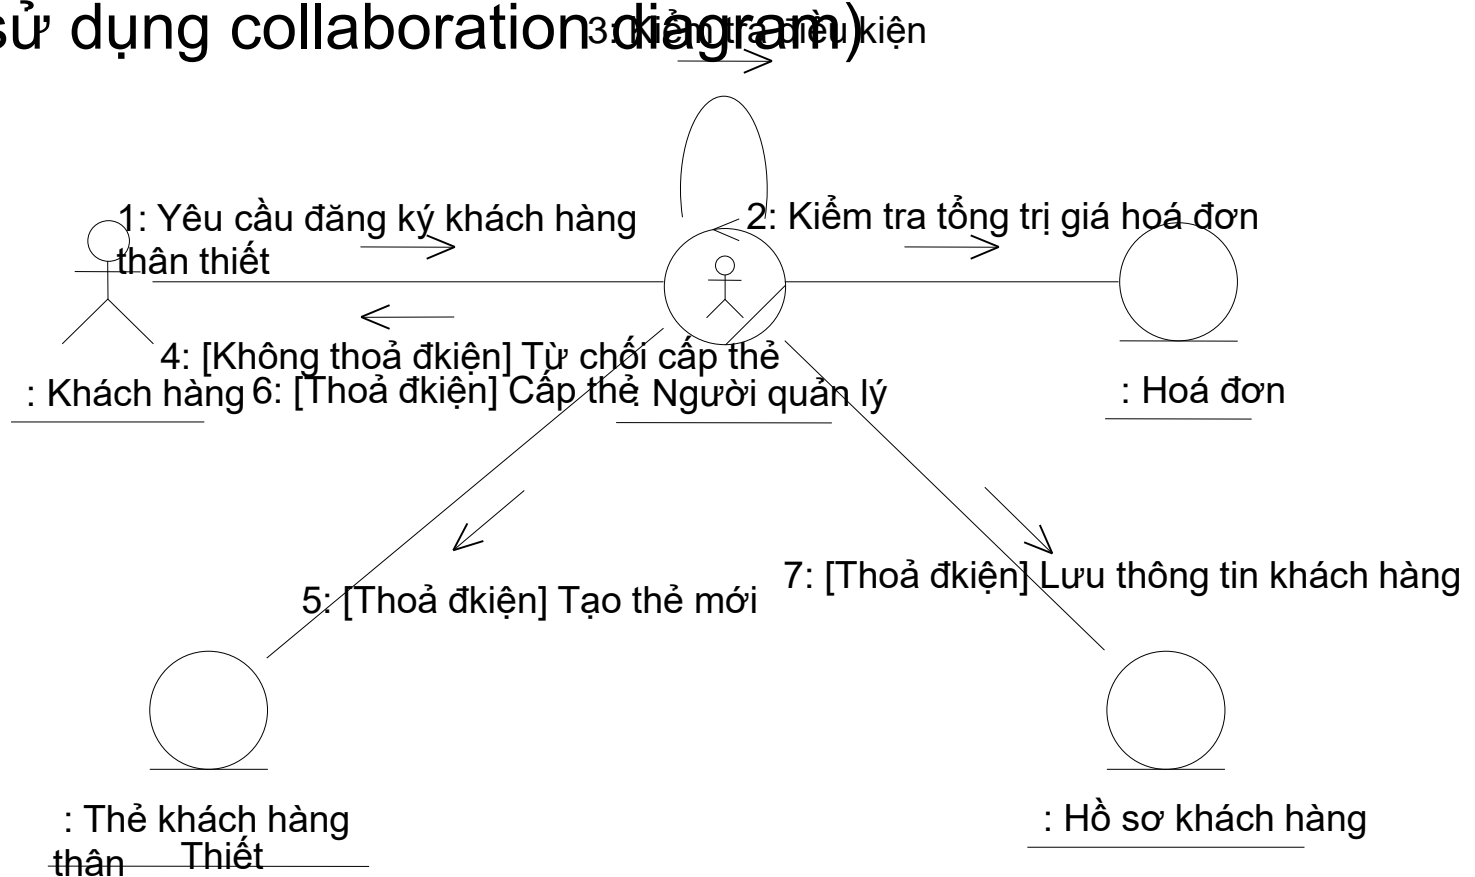 sử dụng collaboration diagram)
3: Kiểm tra điều kiện
1: Yêu cầu đăng ký khách hàng
thân thiết
2: Kiểm tra tổng trị giá hoá đơn
4: [Không thoả đkiện] Từ chối cấp thẻ
: Khách hàng
6: [Thoả đkiện] Cấp thẻ
: Người quản lý
: Hoá đơn
5: [Thoả đkiện] Tạo thẻ mới
7: [Thoả đkiện] Lưu thông tin khách hàng
: Thẻ khách hàng
thân Thiết
: Hồ sơ khách hàng